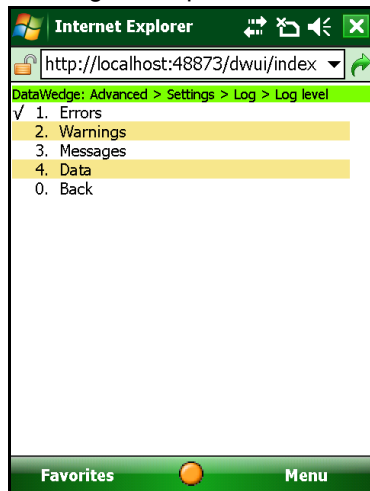 Internet Explorer
http://localhost:48873/dwui/index
DataWedge: Advanced > Settings > Log > Log level
√ 1. Errors
2. Warnings
3. Messages
4. Data
0. Back
Favorites Menu